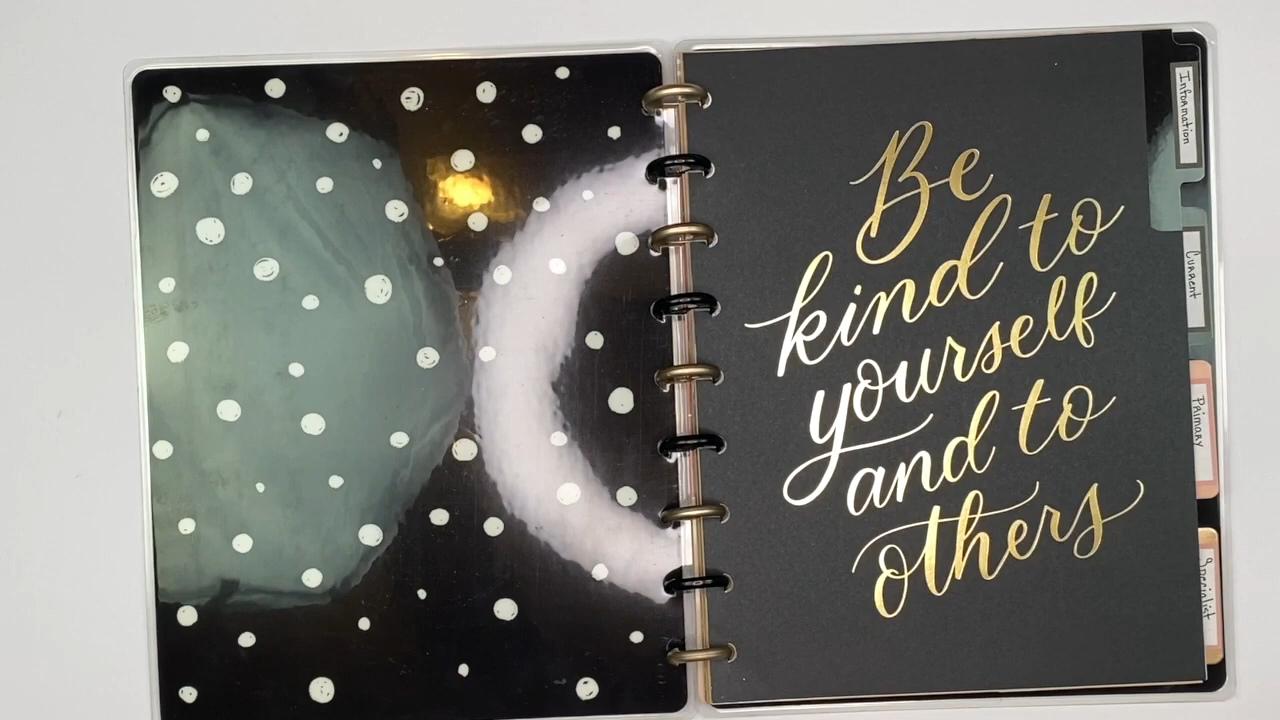 Be
kind to
yourself
and to
others
Information
Current
Primary
Specialist